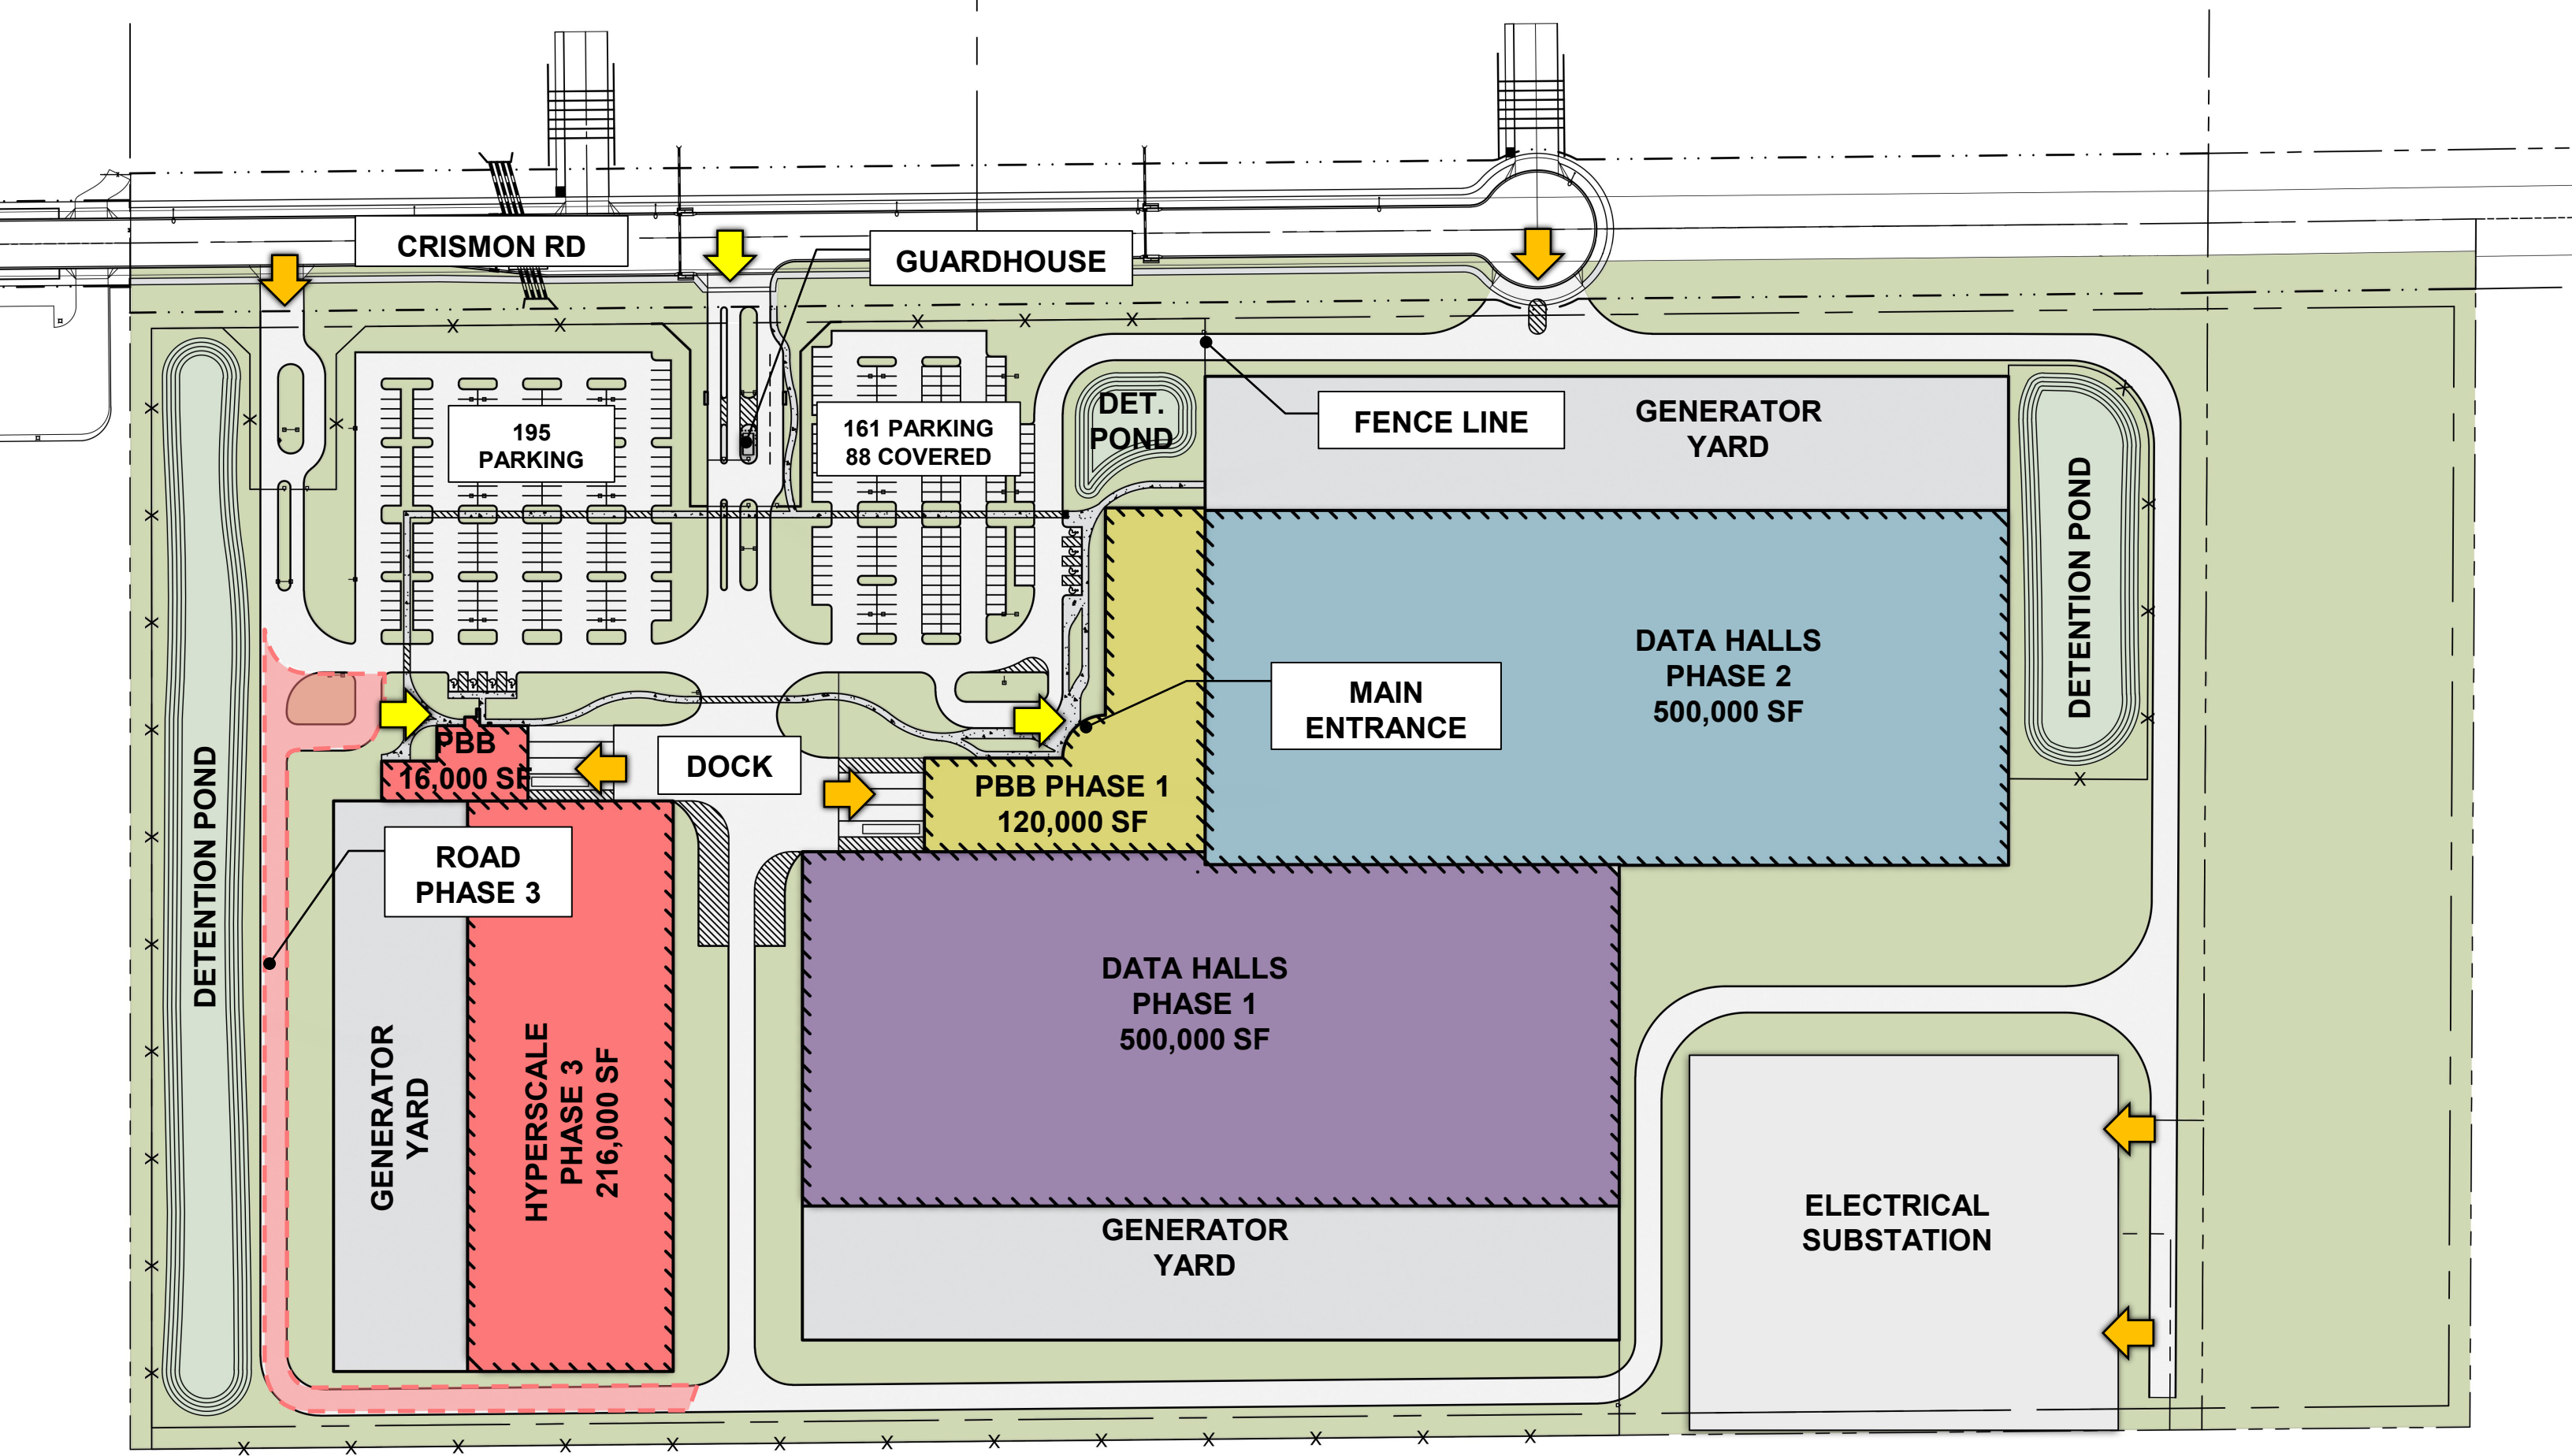 CRISMON RD
GUARDHOUSE
195
PARKING
161 PARKING
88 COVERED
DET.
POND
FENCE LINE
GENERATOR
YARD
DETENTION POND
DATA HALLS
PHASE 2
500,000 SF
MAIN
ENTRANCE
PBB
16,000 SF
DOCK
PBB PHASE 1
120,000 SF
DETENTION POND
ROAD
PHASE 3
GENERATOR
YARD
HYPERSCALE
PHASE 3
216,000 SF
DATA HALLS
PHASE 1
500,000 SF
GENERATOR
YARD
ELECTRICAL
SUBSTATION